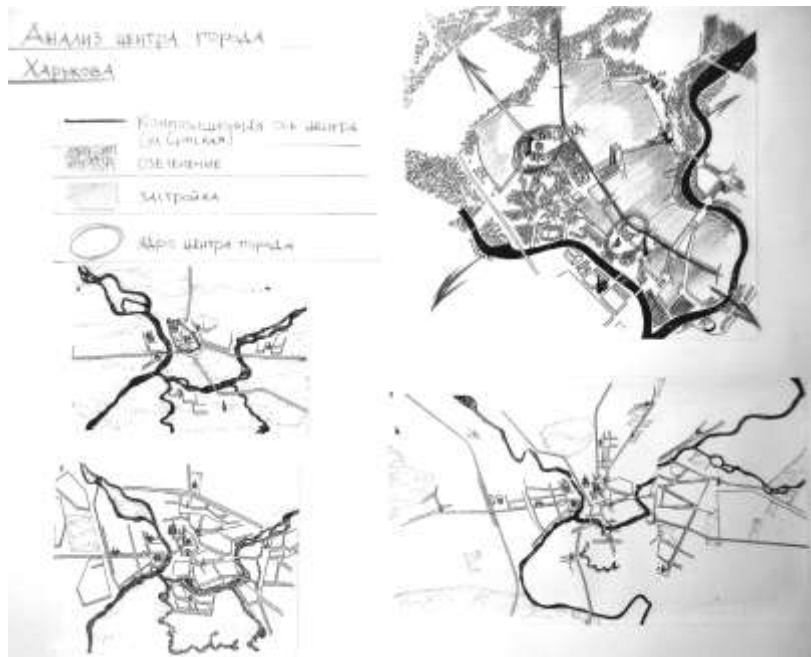 Анализ центра города
Харькова
Композиционная ось центра
(ул. Сумская)
озеленение
застройка
ядро центра города